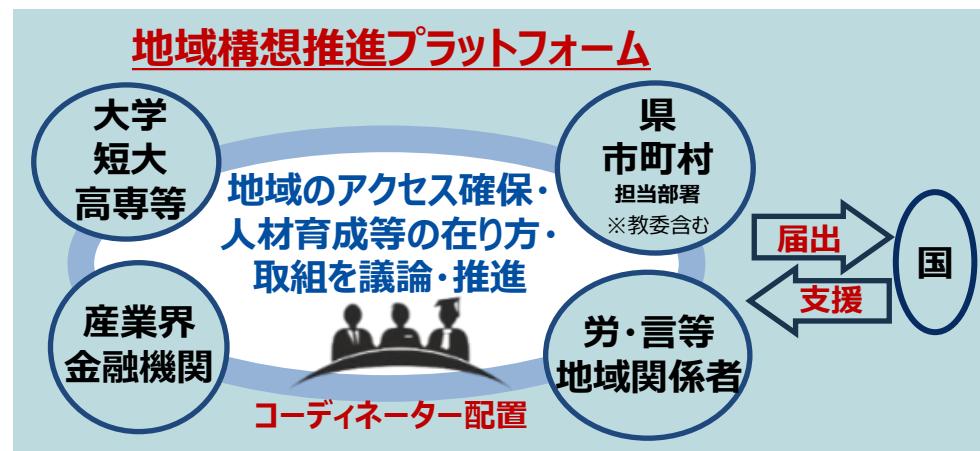 地域構想推進プラットフォーム
大学
短大
高専等
県
市町村
担当部署
※教委含む
地域のアクセス確保・
人材育成等の在り方・
取組を議論・推進
届出
支援
国
産業界
金融機関
労・言等
地域関係者
コーディネーター配置